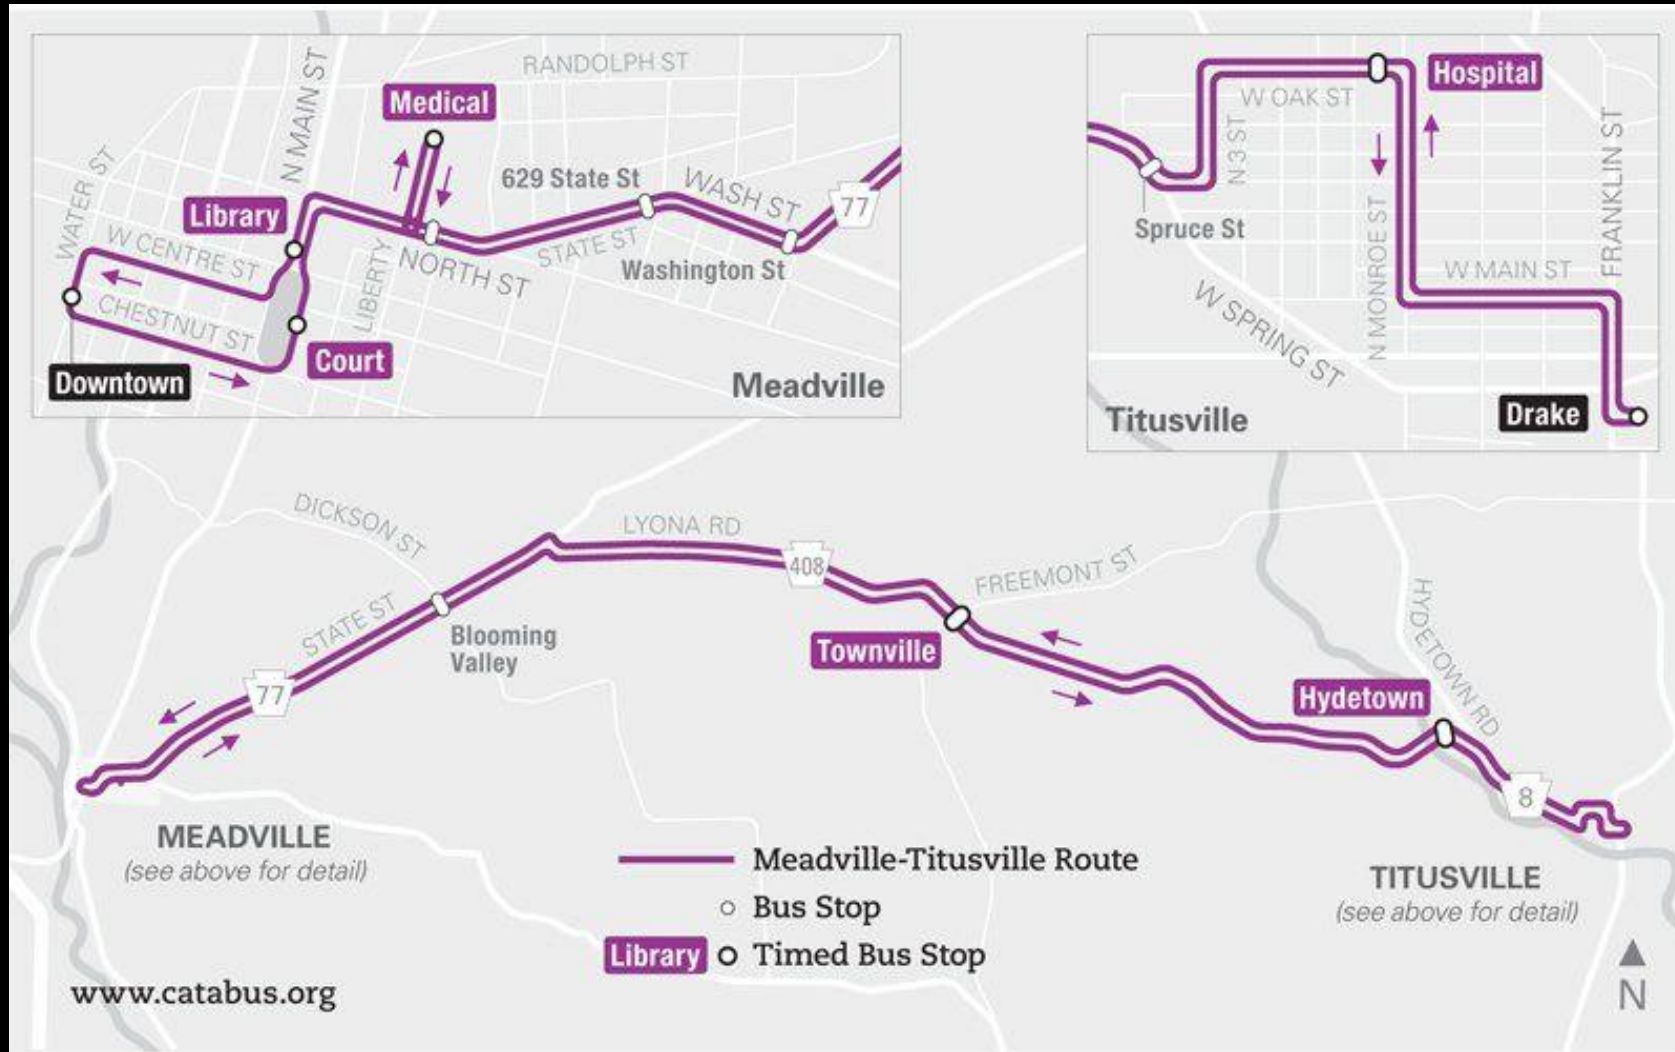 RANDOLPH ST
N MAIN ST
Medical
629 State St
WASH ST
77
WATER ST
Library
W CENTRE ST
LIBERTY
NORTH ST
STATE ST
Washington St
CHESTNUT ST
Court
Downtown
Meadville
Hospital
W OAK ST
N 3 ST
FRANKLIN ST
Spruce St
N MONROE ST
W MAIN ST
W SPRING ST
Drake
Titusville
DICKSON ST
LYONA RD
408
FREEMONT ST
STATE ST
Blooming
Valley
Townville
HYDETOWN RD
Hydetown
77
8
MEADVILLE
(see above for detail)
TITUSVILLE
(see above for detail)
Meadville-Titusville Route
Bus Stop
Library Timed Bus Stop
www.catabus.org
N